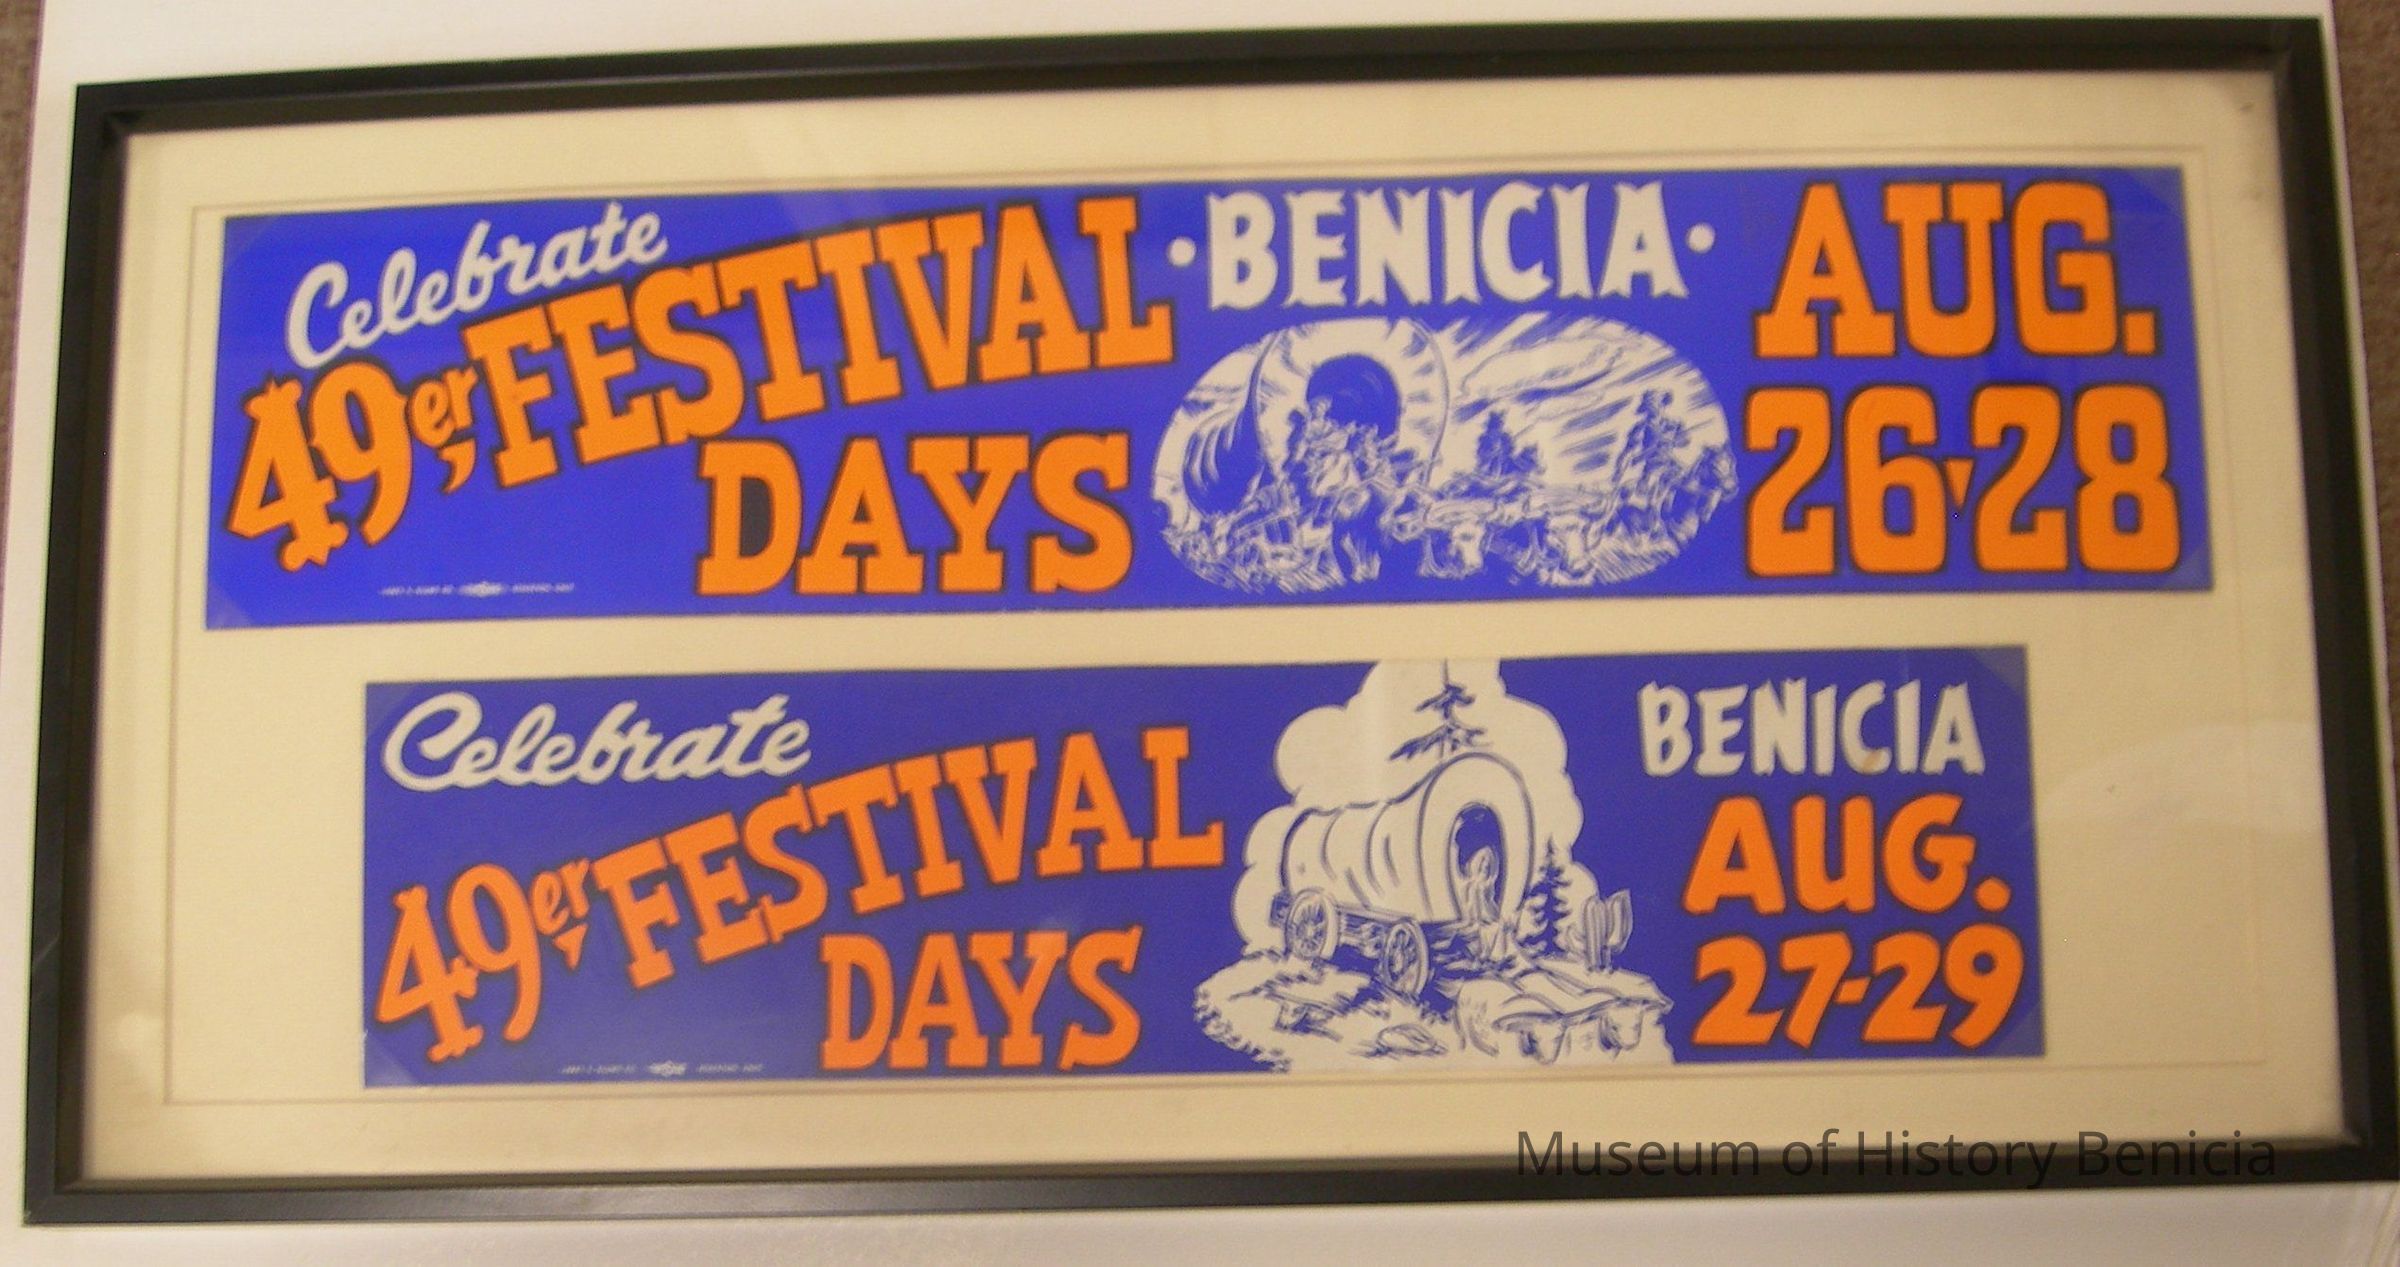 Celebrate
49er, FESTIVAL
DAYS
• BENICIA •
AUG.
26-28
Celebrate
49er, FESTIVAL
DAYS
BENICIA
AUG.
27-29
Museum of History Benicia